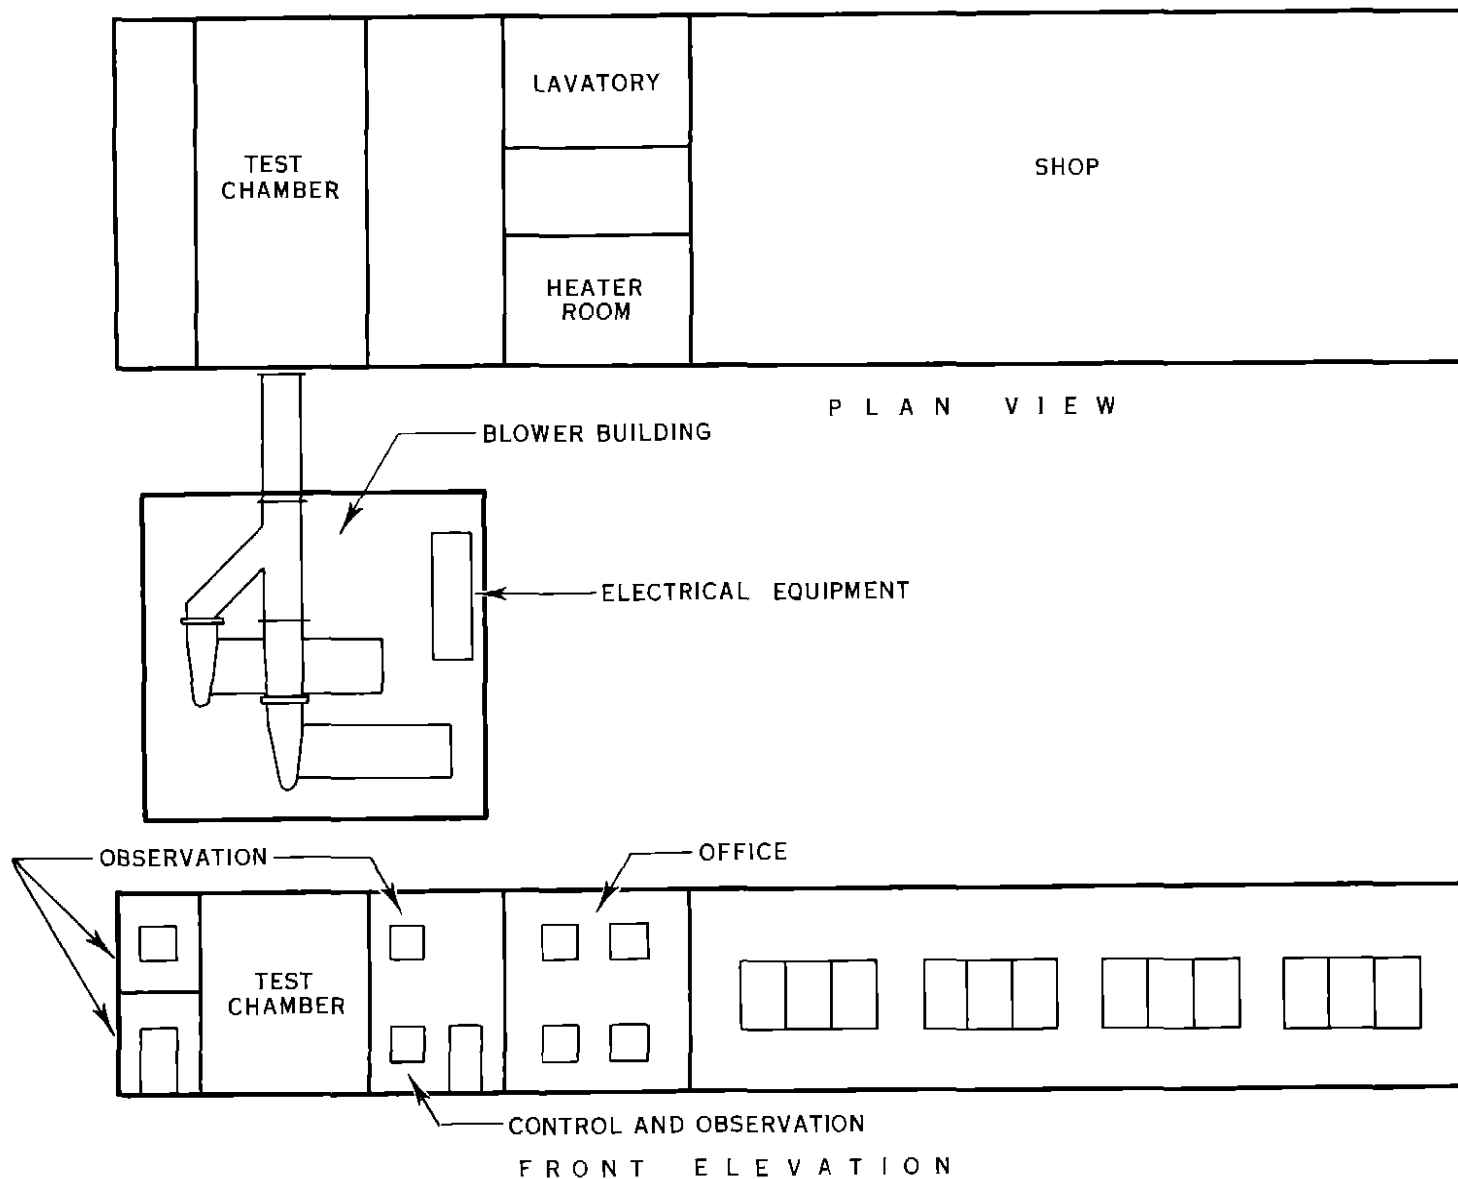 LAVATORY
TEST
CHAMBER
SHOP
HEATER
ROOM
PLAN VIEW
BLOWER BUILDING
ELECTRICAL EQUIPMENT
OBSERVATION
OFFICE
TEST
CHAMBER
CONTROL AND OBSERVATION
FRONT ELEVATION